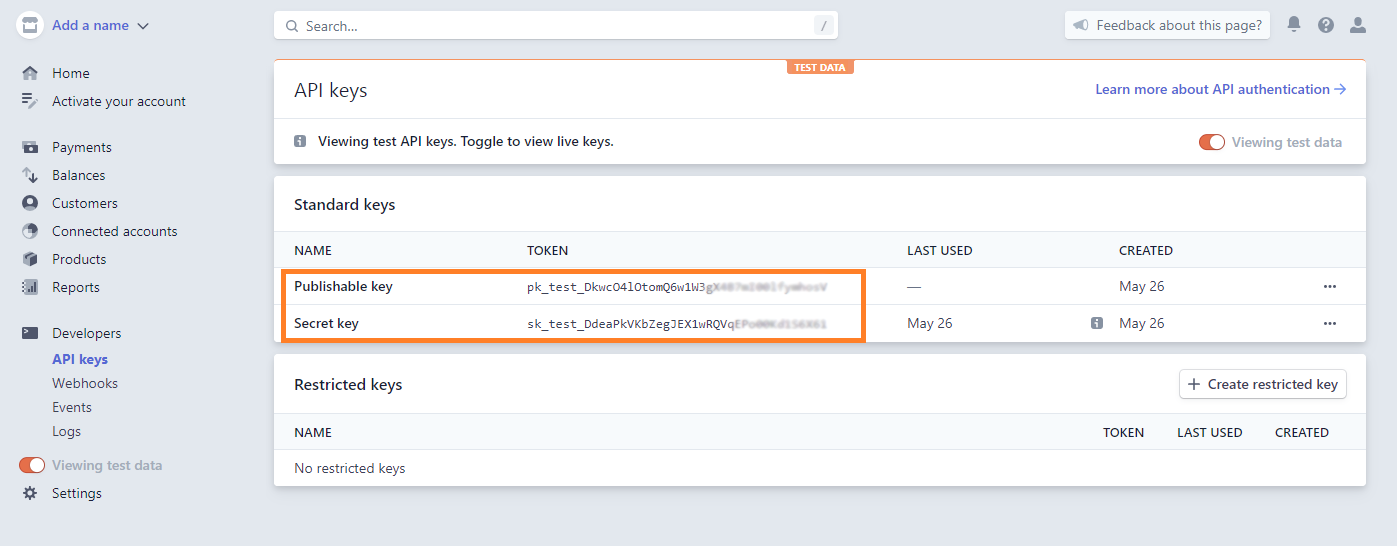 Add a name
Search...
/
Feedback about this page?
Home
Activate your account
Payments
Balances
Customers
Connected accounts
Products
Reports
Developers
API keys
Webhooks
Events
Logs
Viewing test data
Settings
TEST DATA
API keys
Learn more about API authentication
Viewing test API keys. Toggle to view live keys.
Viewing test data
Standard keys
NAME TOKEN LAST USED CREATED
Publishable key — May 26
Secret key May 26 May 26
Restricted keys
Create restricted key
NAME TOKEN LAST USED CREATED
No restricted keys